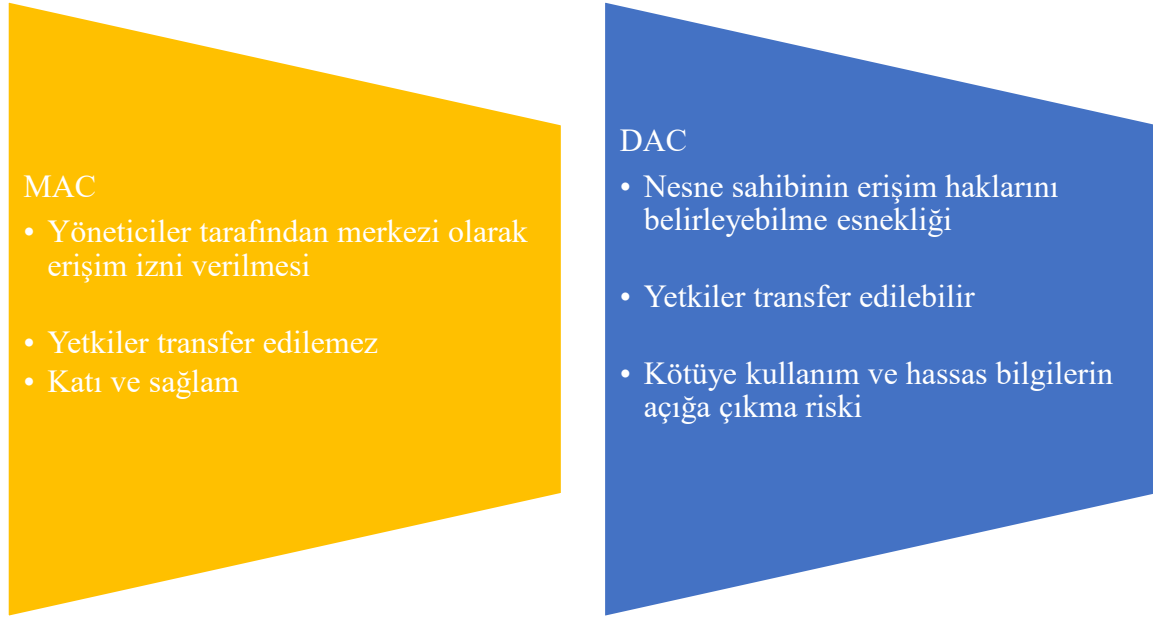 MAC
• Yöneticiler tarafından merkezi olarak
erişim izni verilmesi
• Yetkiler transfer edilemez
• Katı ve sağlam
DAC
• Nesne sahibinin erişim haklarını
belirleyebilme esnekliği
• Yetkiler transfer edilebilir
• Kötüye kullanım ve hassas bilgilerin
açığa çıkma riski